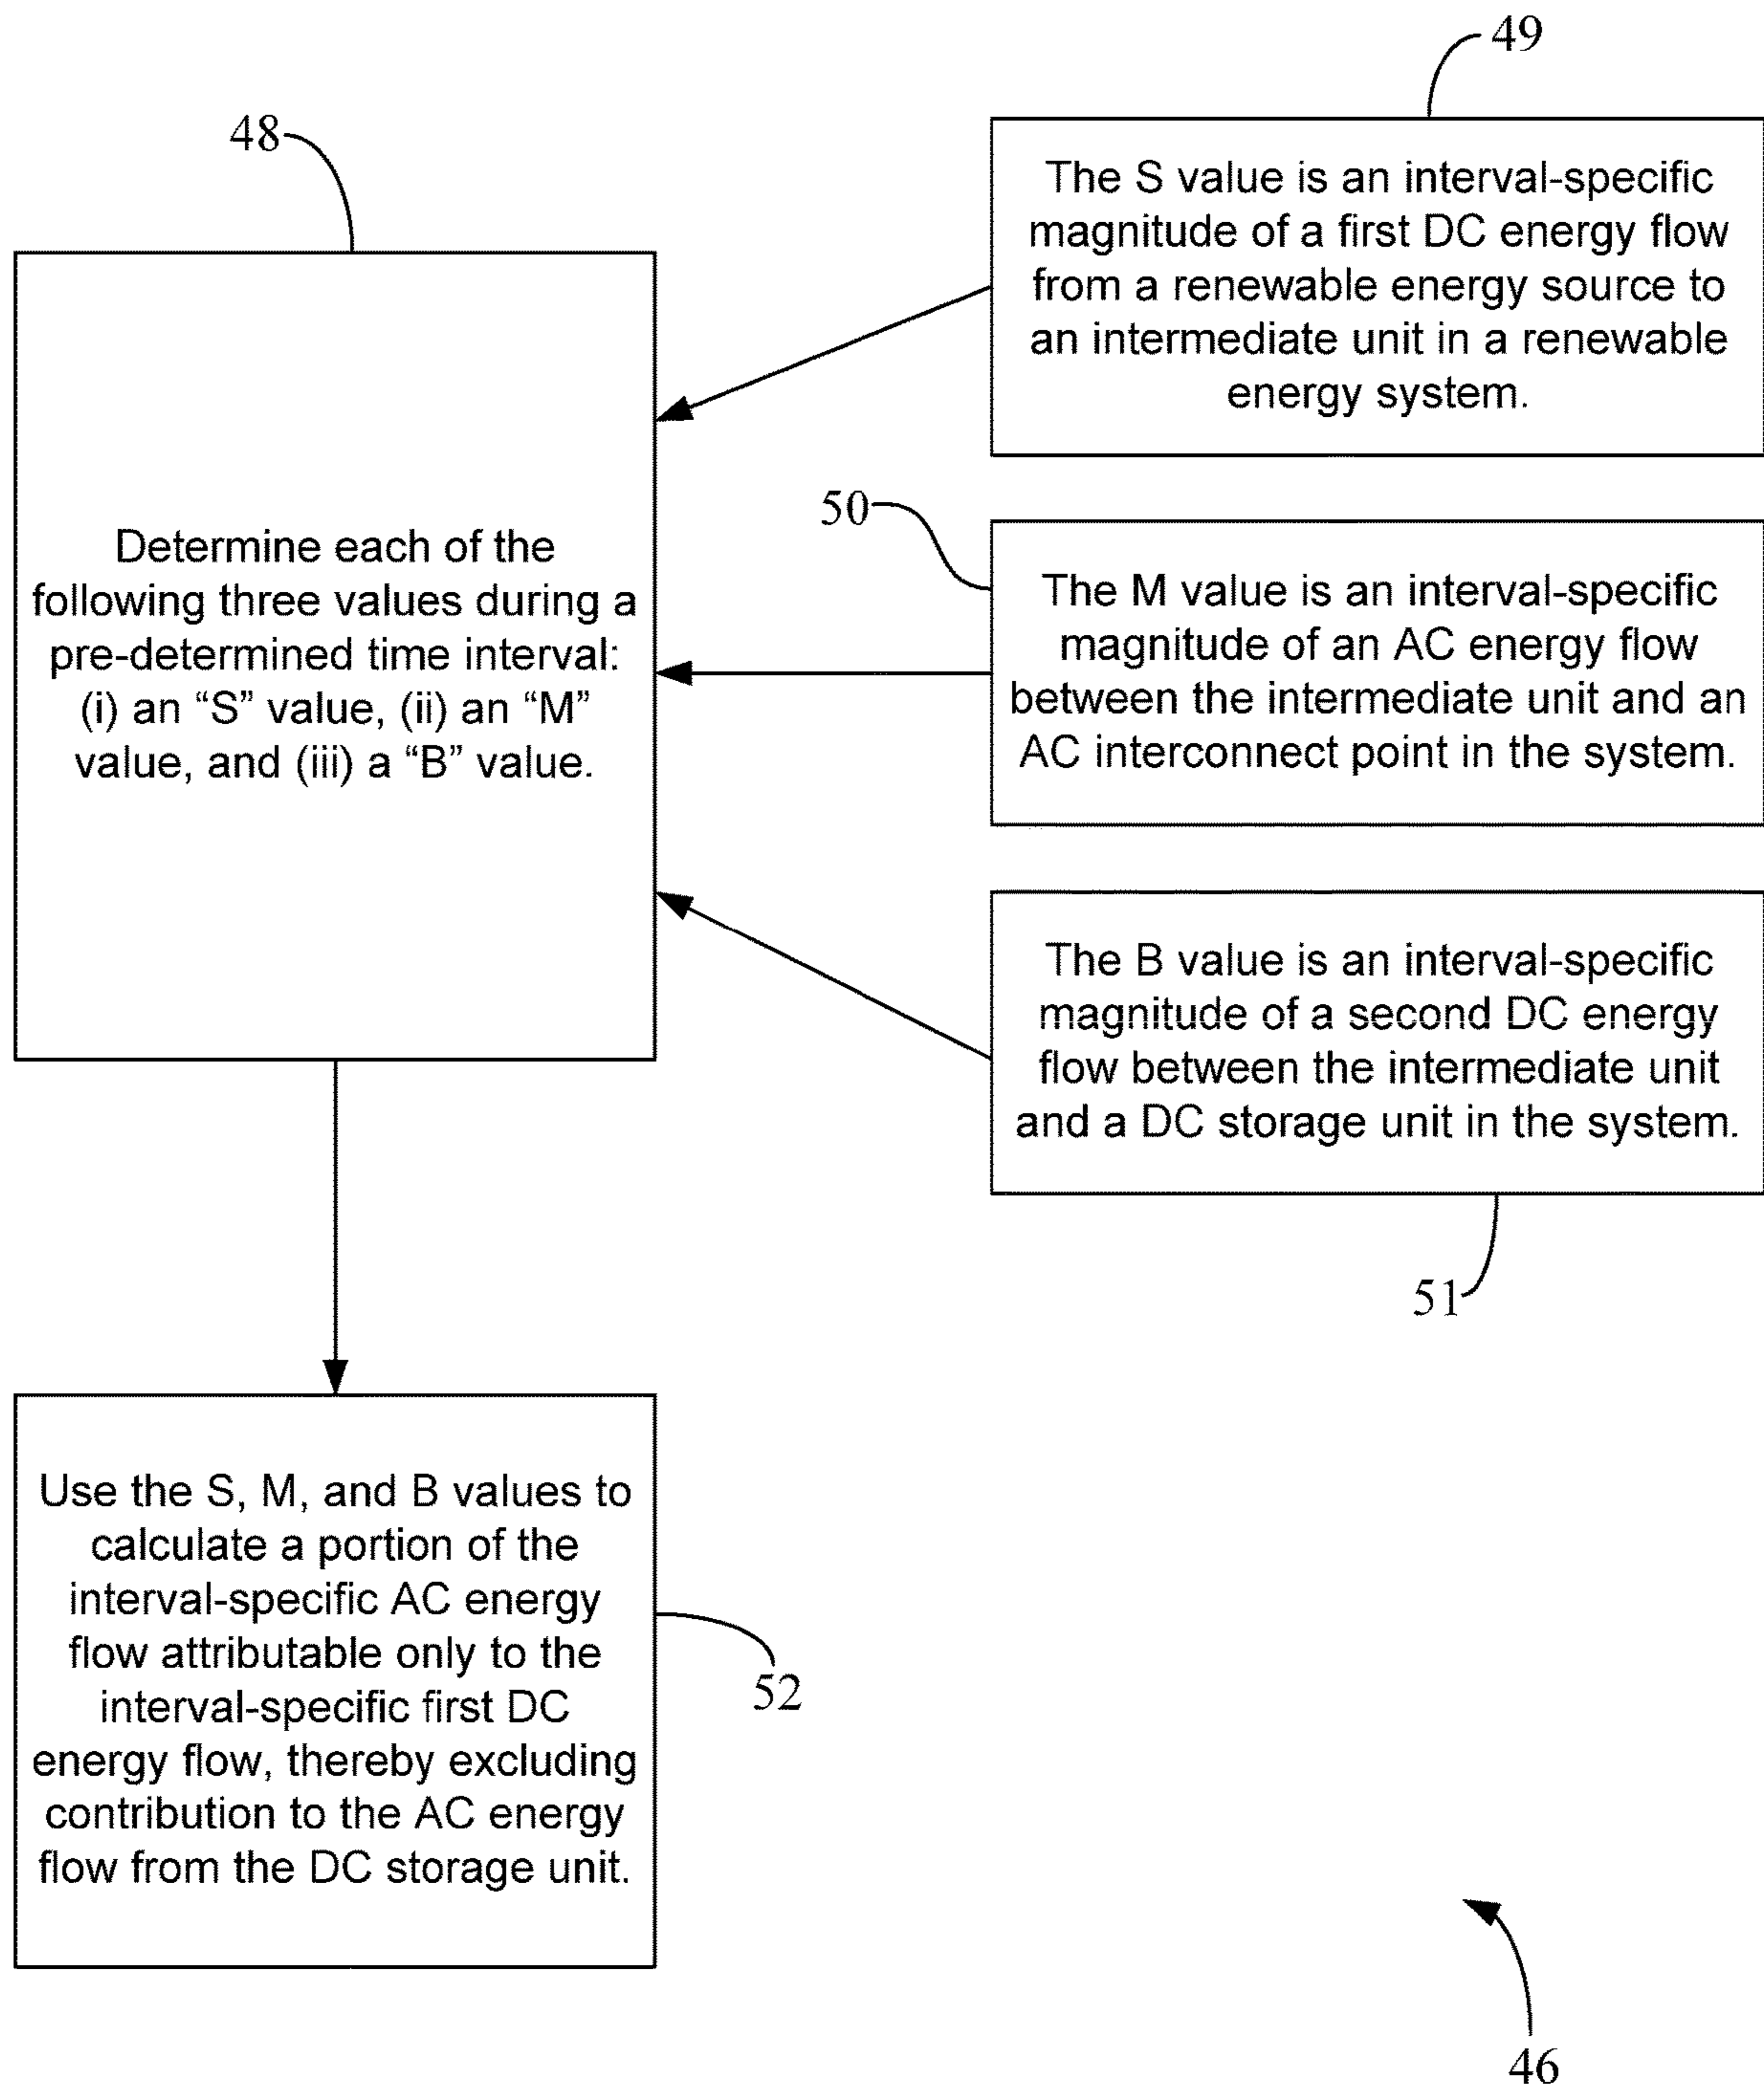 49
48
The S value is an interval-specific
magnitude of a first DC energy flow
from a renewable energy source to
an intermediate unit in a renewable
energy system.
50
Determine each of the
following three values during a
pre-determined time interval:
(i) an “S” value, (ii) an “M”
value, and (iii) a “B” value.
The M value is an interval-specific
magnitude of an AC energy flow
between the intermediate unit and an
AC interconnect point in the system.
The B value is an interval-specific
magnitude of a second DC energy
flow between the intermediate unit
and a DC storage unit in the system.
51
Use the S, M, and B values to
calculate a portion of the
interval-specific AC energy
flow attributable only to the
interval-specific first DC
energy flow, thereby excluding
contribution to the AC energy
flow from the DC storage unit.
52
46